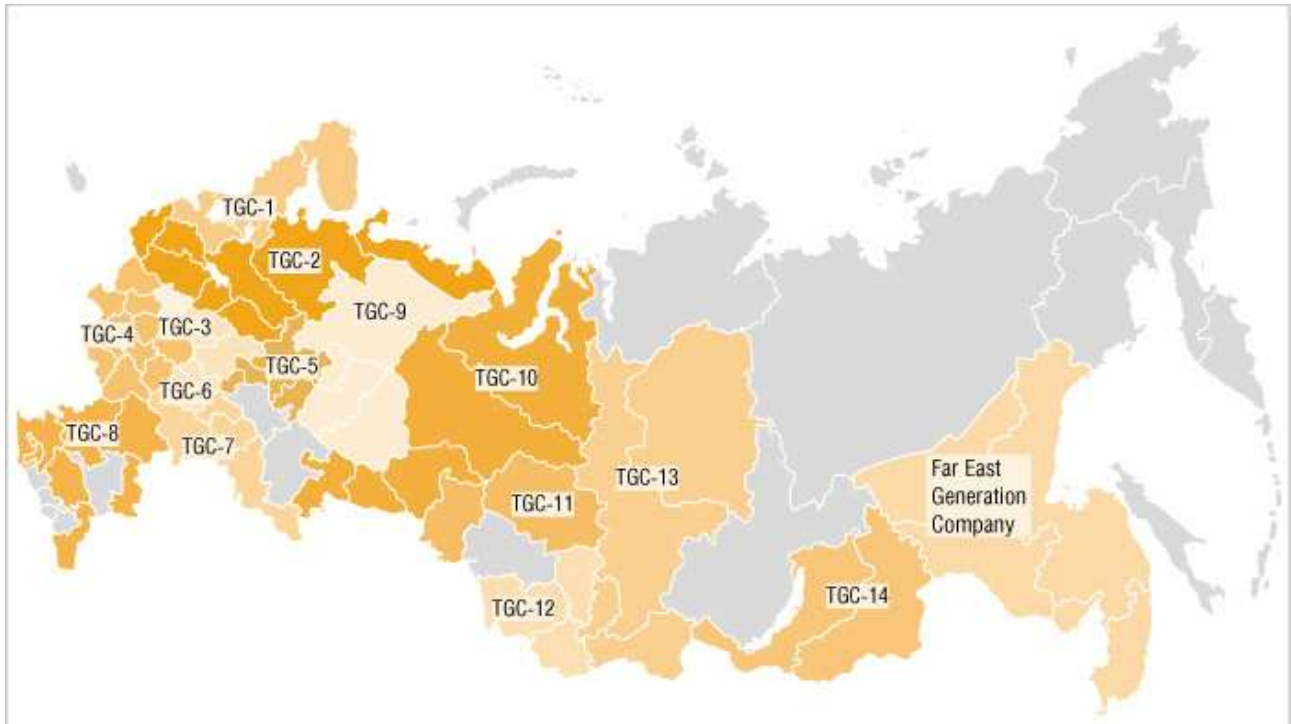 TGC-1
TGC-2
TGC-9
TGC-3
TGC-4
TGC-5
TGC-10
TGC-6
TGC-8
TGC-7
TGC-13
TGC-11
Far East
Generation
Company
TGC-12
TGC-14